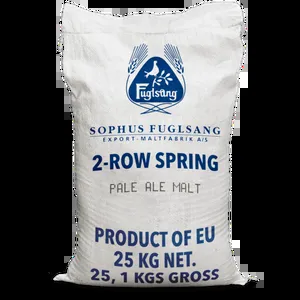 Fuglsang
SOPHUS FUGLSANG
EXPORT-MALTFABRIK A/S
2-ROW SPRING
PALE ALE MALT
PRODUCT OF EU
25 KG NET.
25, 1 KGS GROSS